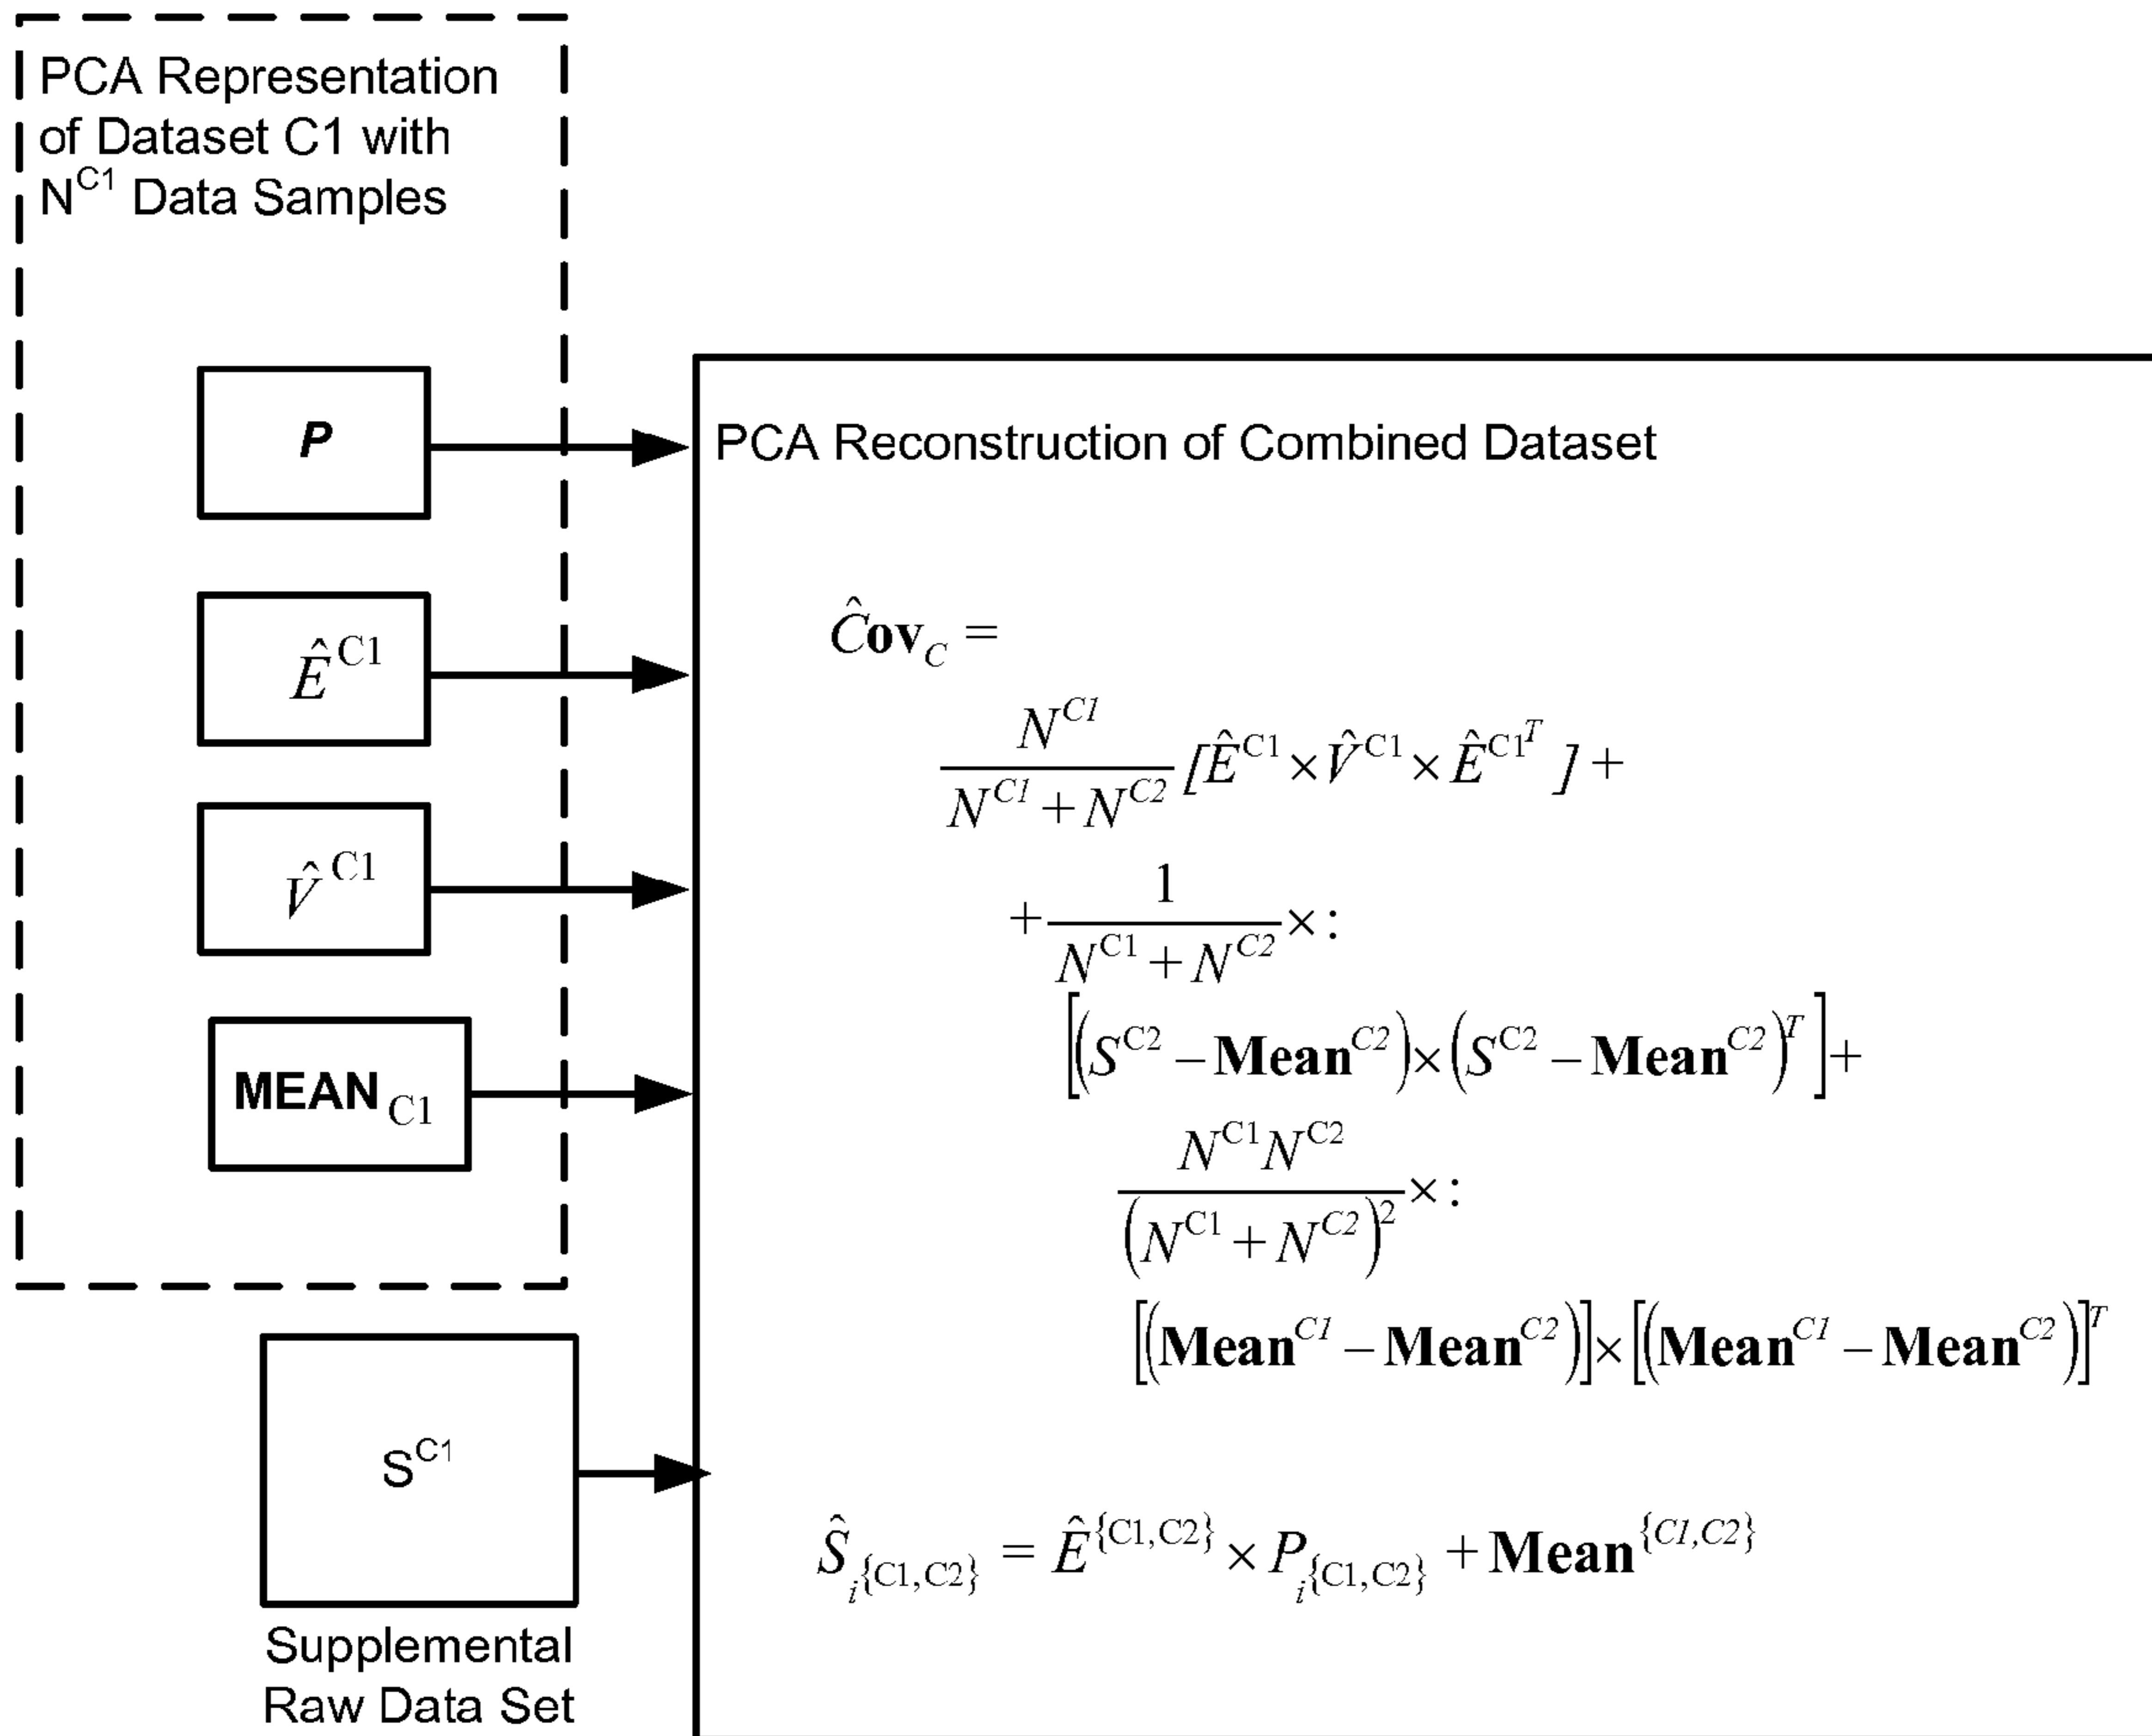 PCA Representation
of Dataset C1 with
N^C1 Data Samples
P
Ê^C1
V̂^C1
MEAN_C1
S^C1
Supplemental
Raw Data Set
PCA Reconstruction of Combined Dataset
Ĉov_C =
N^C1 / (N^C1 + N^C2) [Ê^C1 × V̂^C1 × Ê^C1^T ] +
+ 1 / (N^C1 + N^C2) × :
[(S^C2 − Mean^C2) × (S^C2 − Mean^C2)^T] +
N^C1 N^C2 / (N^C1 + N^C2)^2 × :
[(Mean^C1 − Mean^C2)] × [(Mean^C1 − Mean^C2)]^T
Ŝ_i{C1,C2} = Ê^{C1,C2} × P_i{C1,C2} + Mean^{C1,C2}